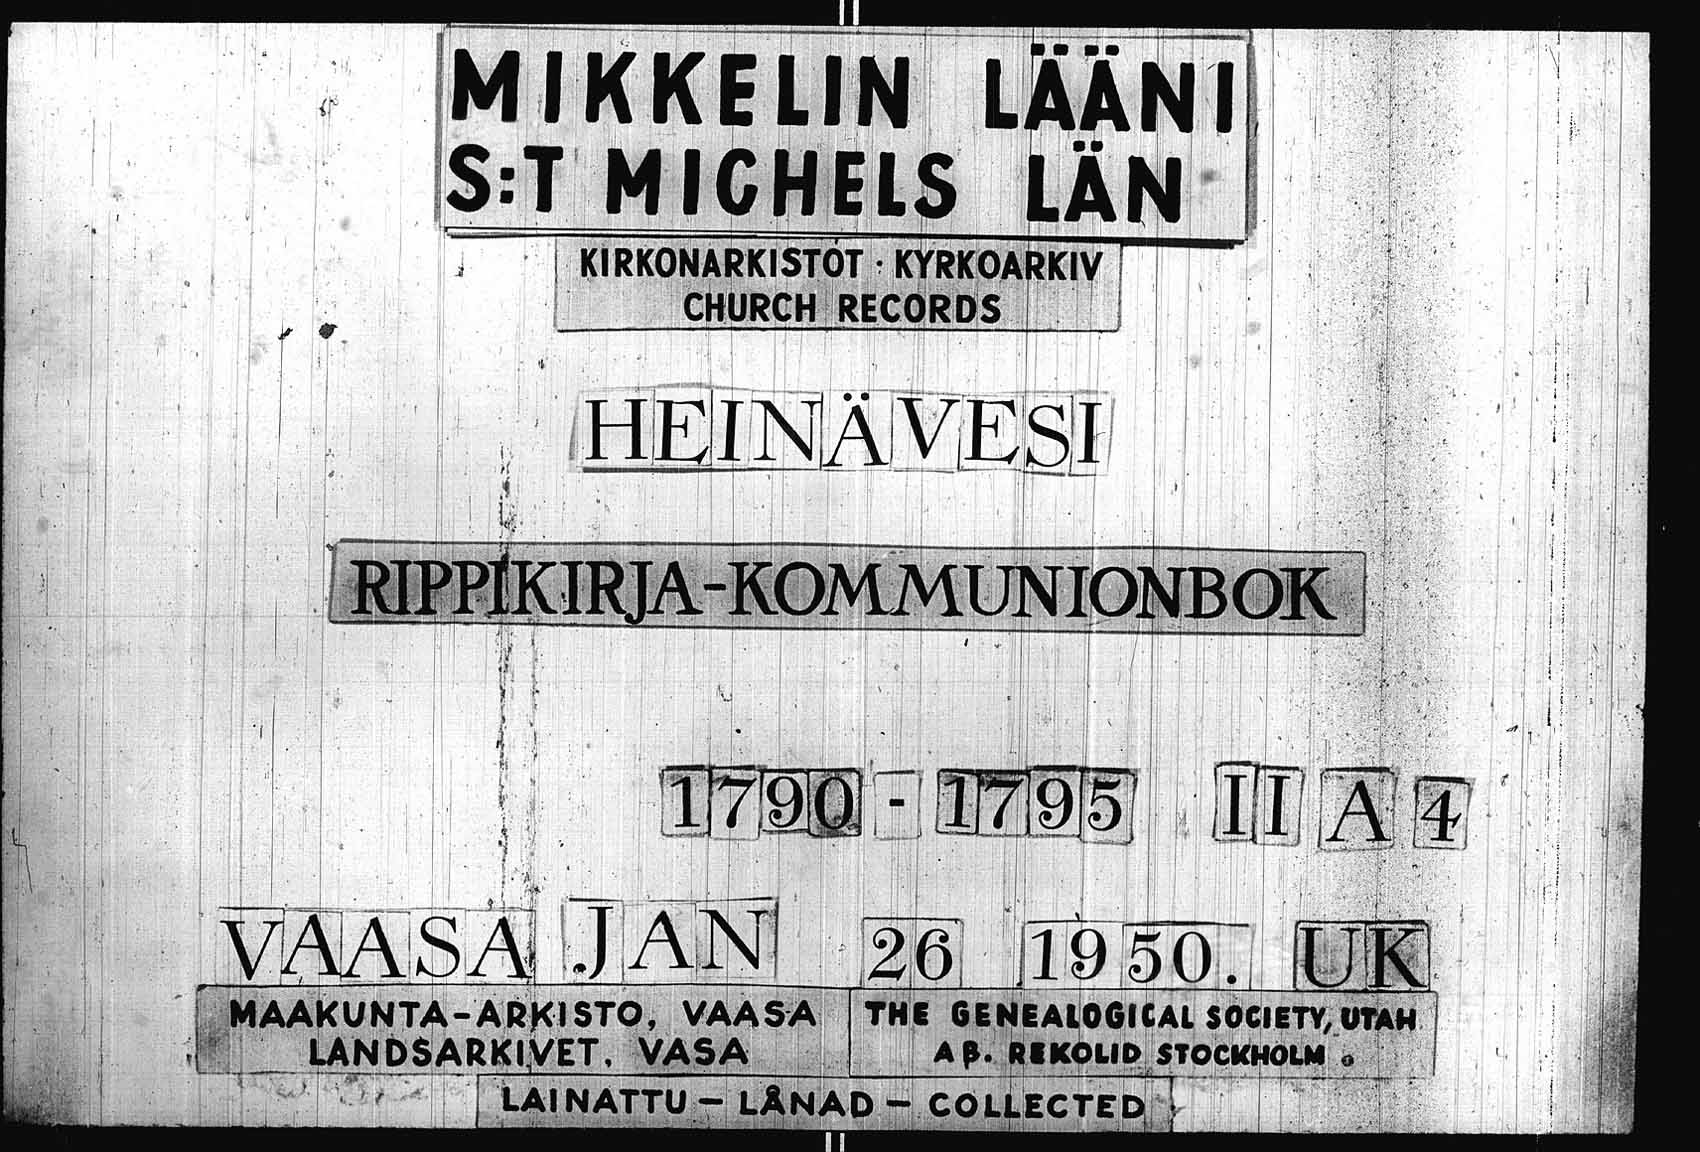 MIKKELIN LÄÄNI
S:T MICHELS LÄN
KIRKONARKISTOT · KYRKOARKIV
CHURCH RECORDS
HEINÄVESI
RIPPIKIRJA-KOMMUNIONBOK
1790 - 1795 II A 4
VAASA JAN 26 1950. UK
MAAKUNTA-ARKISTO, VAASA
LANDSARKIVET, VASA
THE GENEALOGICAL SOCIETY, UTAH
AB. REKOLID STOCKHOLM.
LAINATTU - LÅNAD - COLLECTED